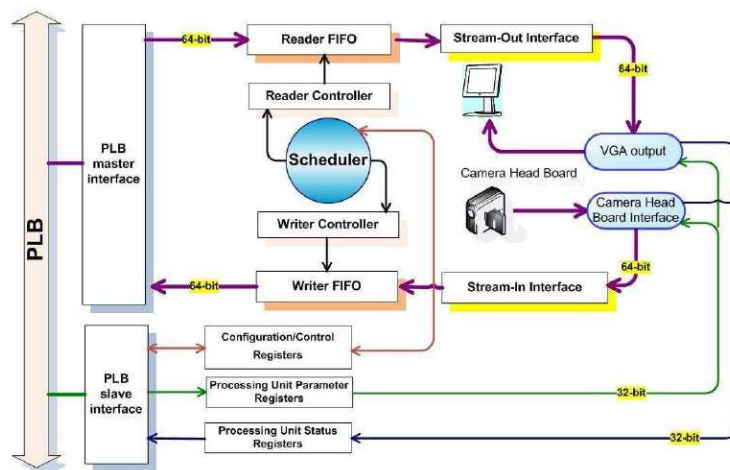 64-bit
Reader FIFO
Stream-Out Interface
64-bit
Reader Controller
PLB
master
interface
Scheduler
VGA output
Camera Head Board
Camera Head
Board Interface
Writer Controller
PLB
64-bit
64-bit
Writer FIFO
Stream-In Interface
Configuration/Control
Registers
PLB
slave
interface
Processing Unit Parameter
Registers
32-bit
Processing Unit Status
Registers
32-bit